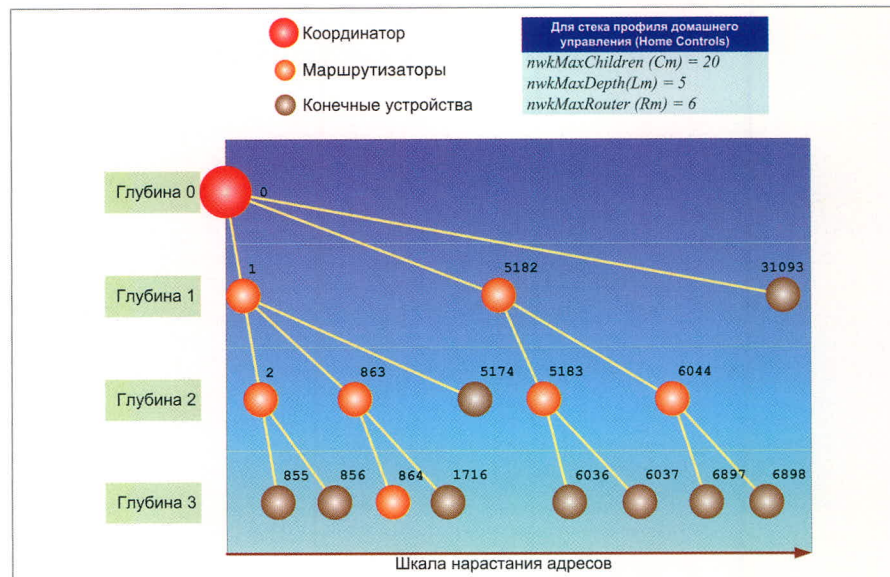 Координатор
Маршрутизаторы
Конечные устройства
Для стека профиля домашнего
управления (Home Controls)
nwkMaxChildren (Cm) = 20
nwkMaxDepth(Lm) = 5
nwkMaxRouter (Rm) = 6
Глубина 0
0
Глубина 1
1
5182
31093
Глубина 2
2
863
5174
5183
6044
Глубина 3
855
856
864
1716
6036
6037
6897
6898
Шкала нарастания адресов